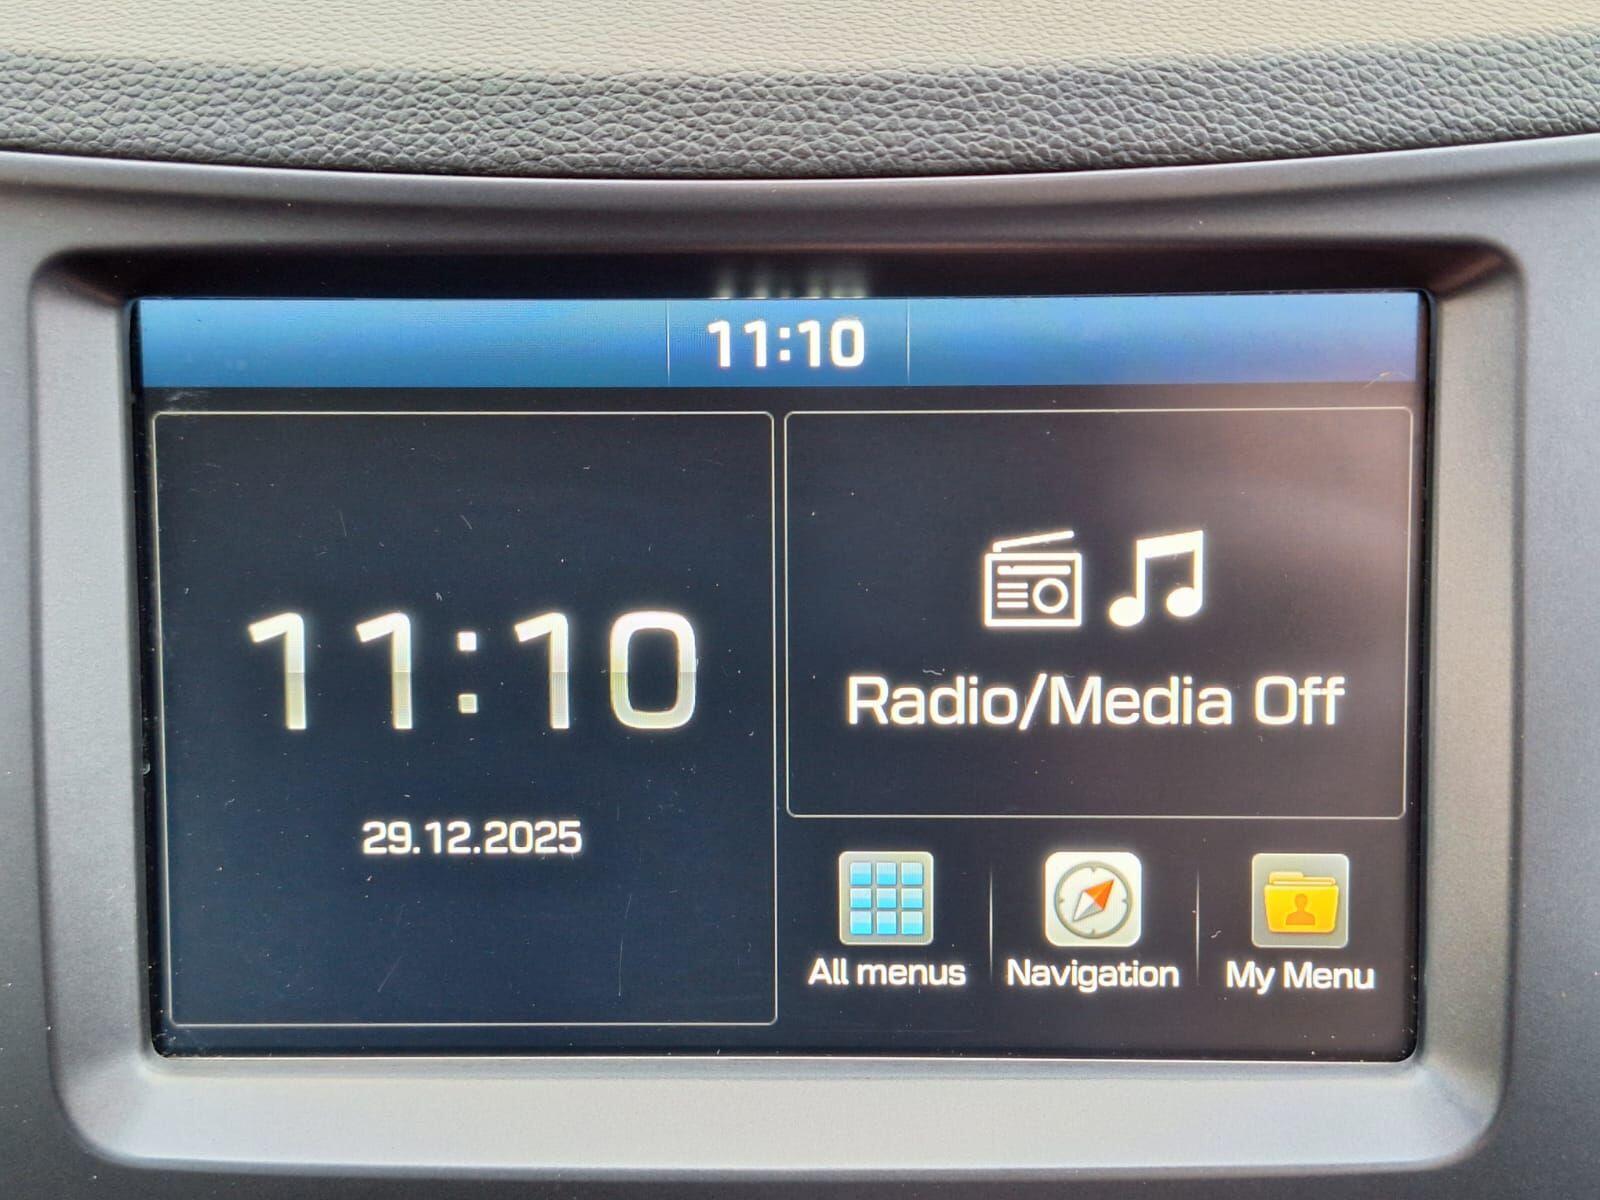 11:10
11:10
29.12.2025
Radio/Media Off
All menus
Navigation
My Menu